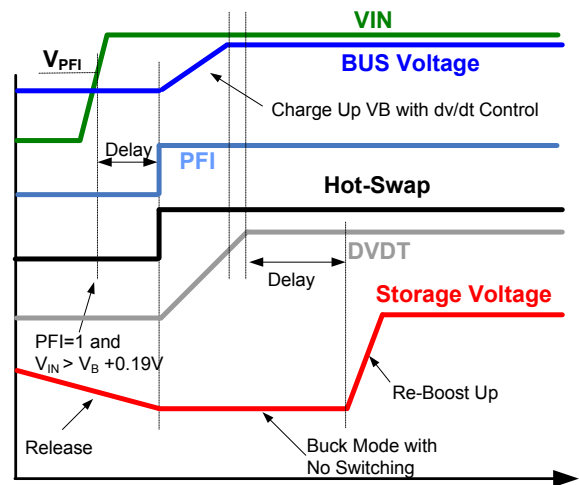 VIN
VPFI
BUS Voltage
Charge Up VB with dv/dt Control
Delay
PFI
Hot-Swap
DVDT
Delay
Storage Voltage
PFI=1 and
VIN > VB +0.19V
Re-Boost Up
Release
Buck Mode with
No Switching